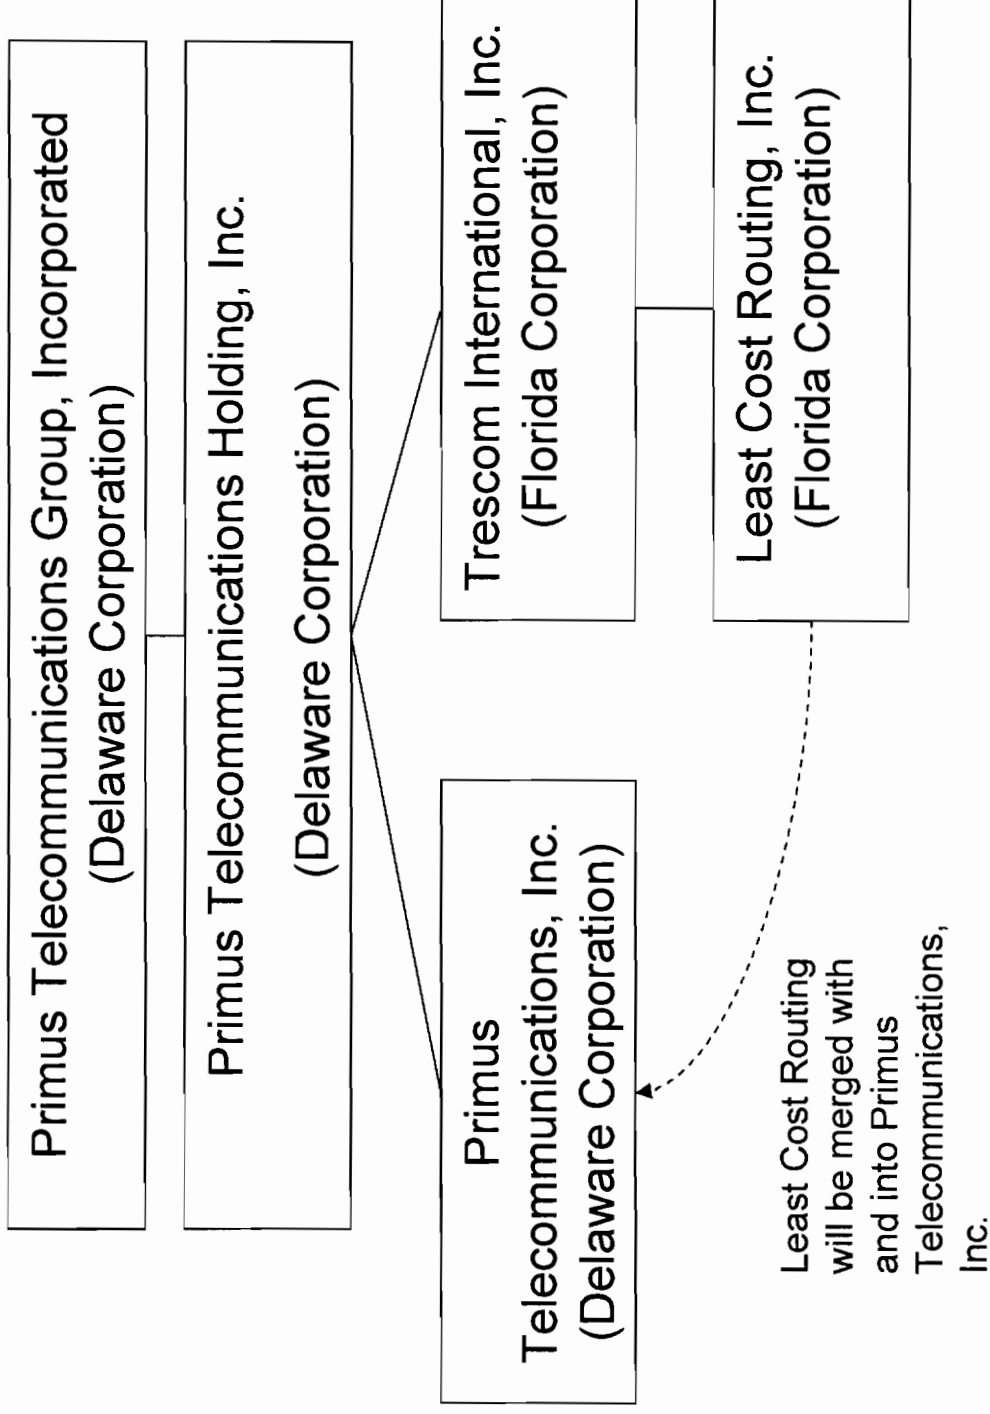 Primus Telecommunications Group, Incorporated
(Delaware Corporation)
Primus Telecommunications Holding, Inc.
(Delaware Corporation)
Primus
Telecommunications, Inc.
(Delaware Corporation)
Trescom International, Inc.
(Florida Corporation)
Least Cost Routing, Inc.
(Florida Corporation)
Least Cost Routing
will be merged with
and into Primus
Telecommunications,
Inc.